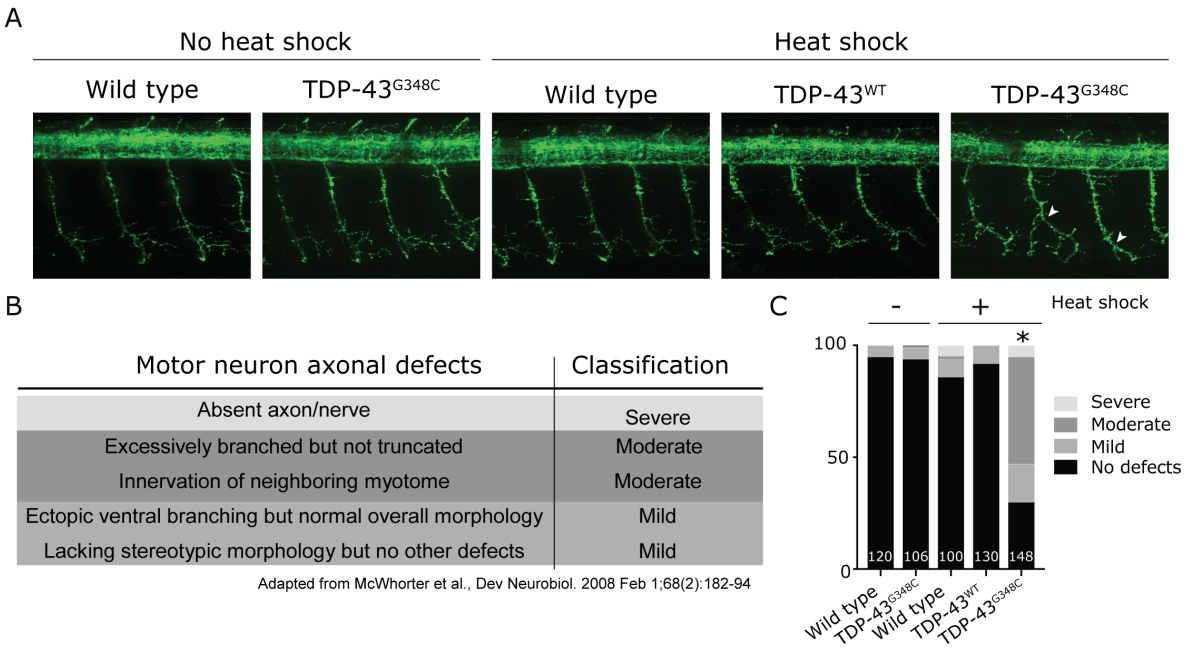 A
No heat shock
Heat shock
Wild type
TDP-43G348C
Wild type
TDP-43WT
TDP-43G348C
B
Motor neuron axonal defects Classification
Absent axon/nerve Severe
Excessively branched but not truncated Moderate
Innervation of neighboring myotome Moderate
Ectopic ventral branching but normal overall morphology Mild
Lacking stereotypic morphology but no other defects Mild
Adapted from McWhorter et al., Dev Neurobiol. 2008 Feb 1;68(2):182-94
C
- + Heat shock
*
100
50
0
120 106 100 130 148
Wild type
TDP-43G348C
Wild type
TDP-43WT
TDP-43G348C
Severe
Moderate
Mild
No defects